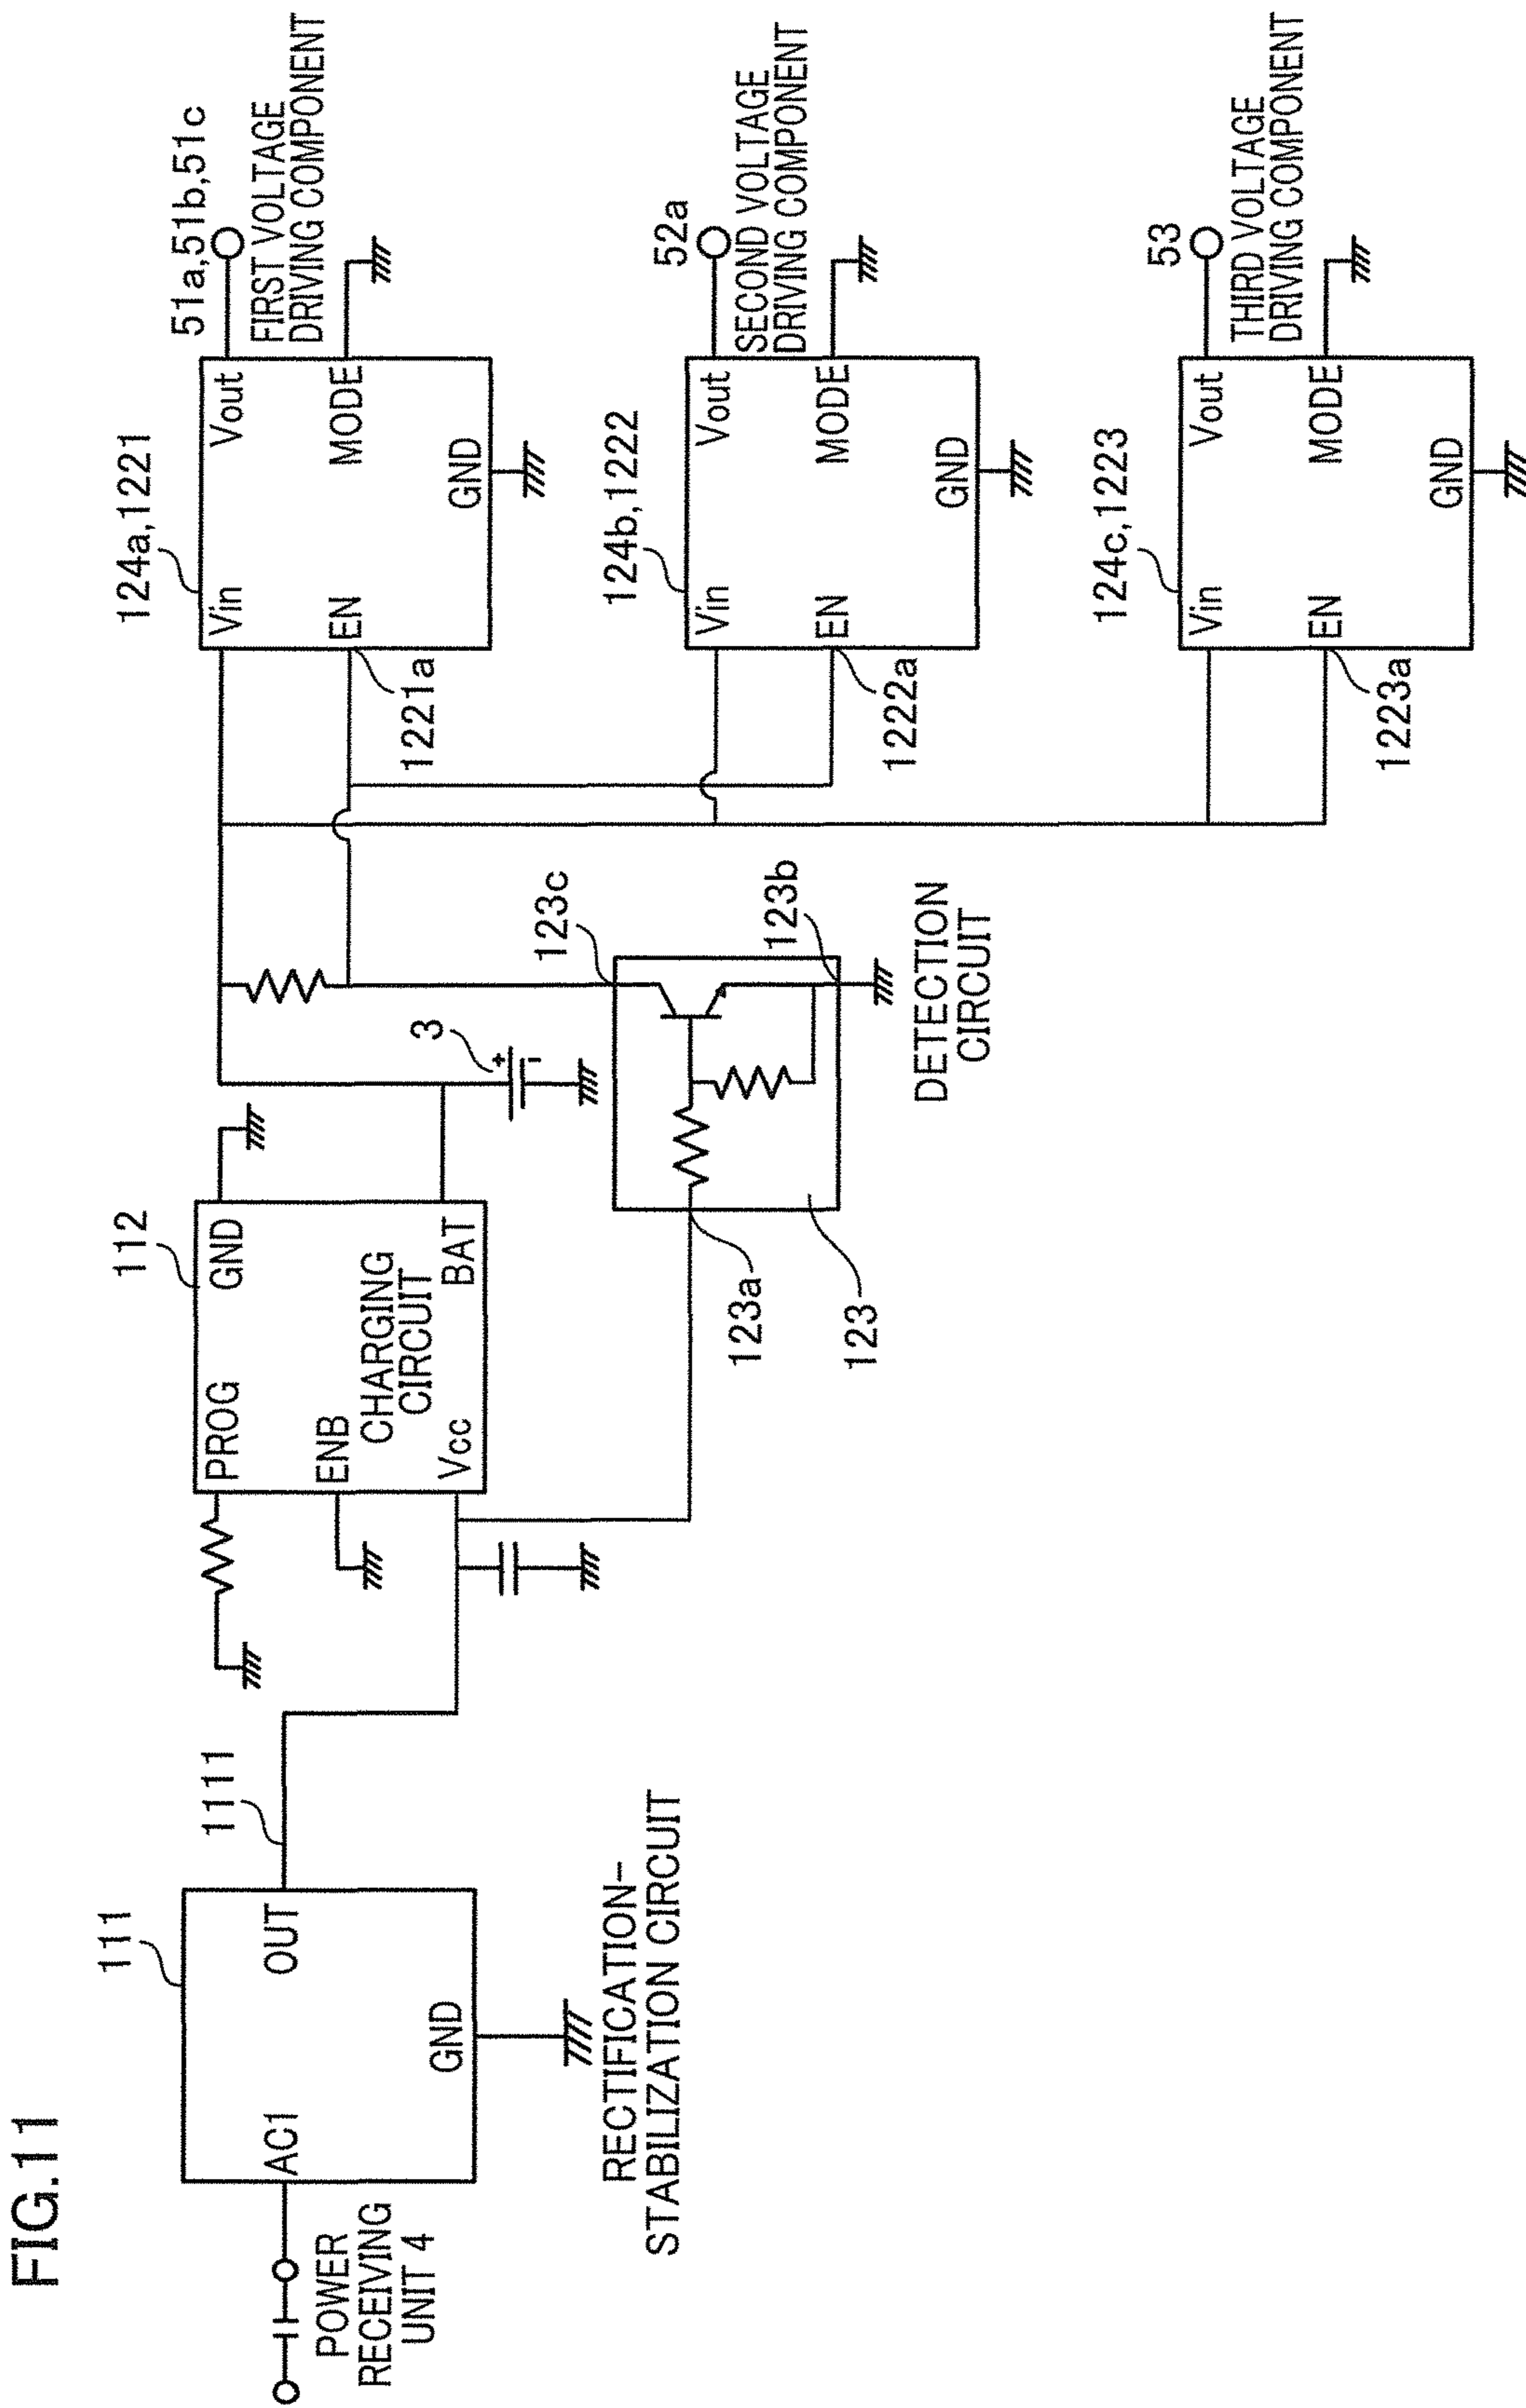 FIG.11
POWER
RECEIVING
UNIT 4
111
AC1
OUT
GND
RECTIFICATION-
STABILIZATION CIRCUIT
1111
112
PROG
GND
ENB
CHARGING
CIRCUIT
Vcc
BAT
3
+
-
123a
123
123c
123b
DETECTION
CIRCUIT
124a,1221
Vin
Vout
EN
MODE
GND
1221a
51a,51b,51c
FIRST VOLTAGE
DRIVING COMPONENT
124b,1222
Vin
Vout
EN
MODE
GND
1222a
52a
SECOND VOLTAGE
DRIVING COMPONENT
124c,1223
Vin
Vout
EN
MODE
GND
1223a
53
THIRD VOLTAGE
DRIVING COMPONENT